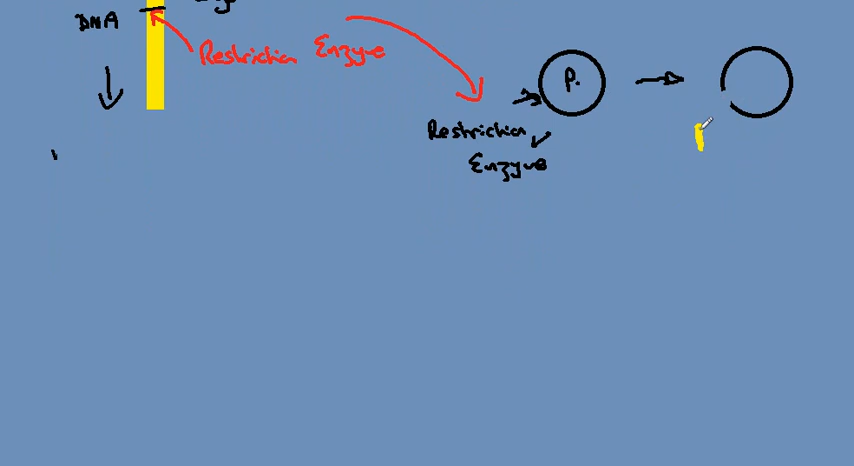 DNA
Restriction Enzyme
P.
Restriction
Enzyme